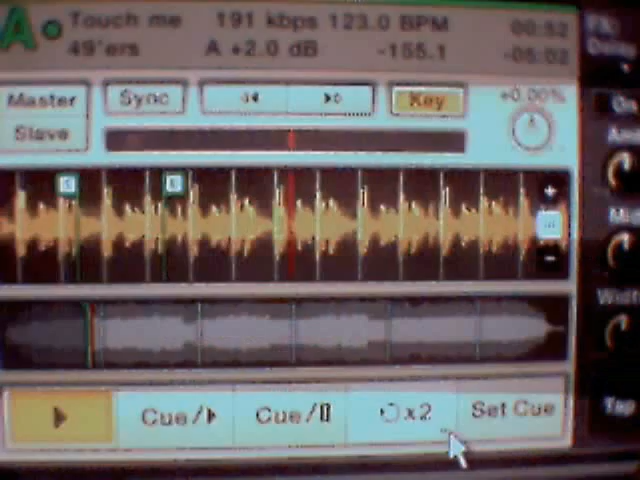 A Touch me 191 kbps 123.0 BPM 00:52
49'ers A +2.0 dB -155.1 -05:02
Master Sync Key +0.00%
Slave
+
-
Cue/ Cue/ x2 Set Cue
Tap